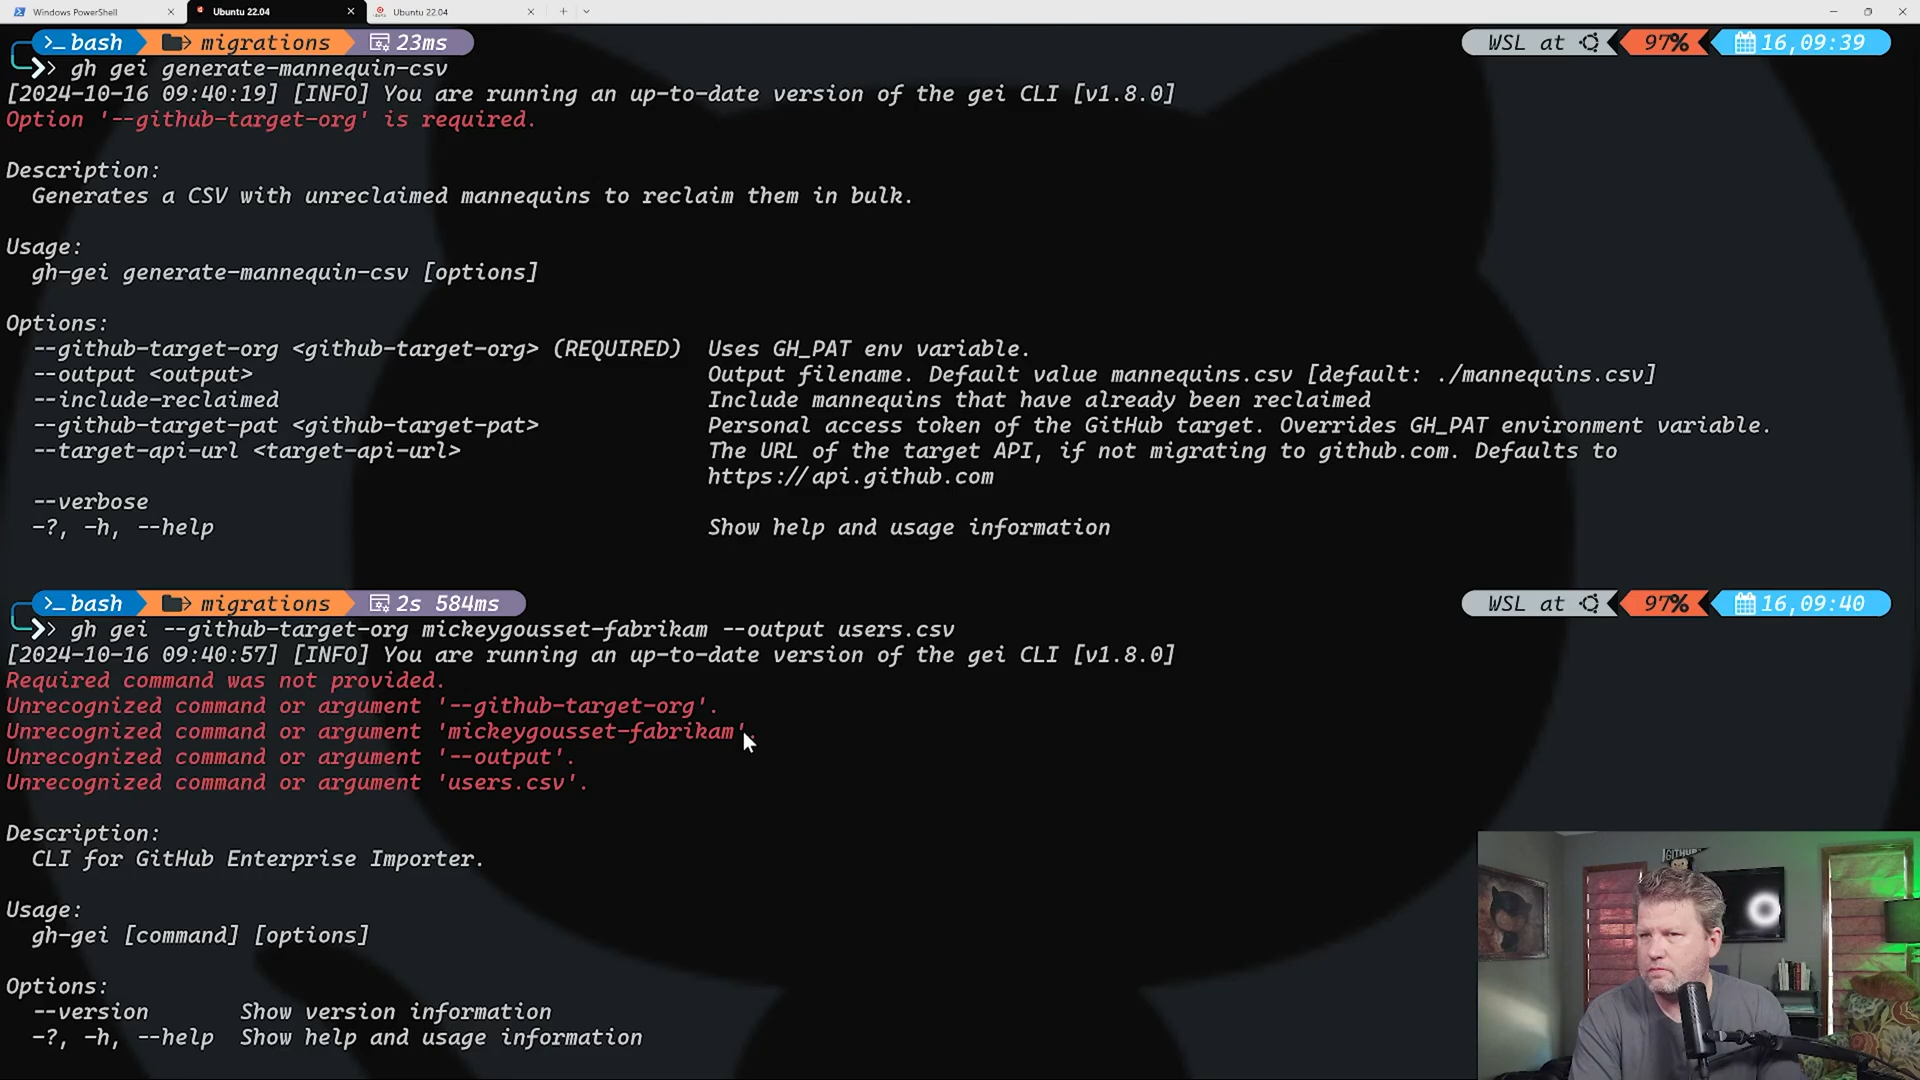 Windows PowerShell
Ubuntu 22.04
Ubuntu 22.04
>_ bash migrations 23ms WSL at 97% 16,09:39
gh gei generate-mannequin-csv
[2024-10-16 09:40:19] [INFO] You are running an up-to-date version of the gei CLI [v1.8.0]
Option '--github-target-org' is required.
Description:
Generates a CSV with unreclaimed mannequins to reclaim them in bulk.
Usage:
gh-gei generate-mannequin-csv [options]
Options:
--github-target-org <github-target-org> (REQUIRED) Uses GH_PAT env variable.
--output <output> Output filename. Default value mannequins.csv [default: ./mannequins.csv]
--include-reclaimed Include mannequins that have already been reclaimed
--github-target-pat <github-target-pat> Personal access token of the GitHub target. Overrides GH_PAT environment variable.
--target-api-url <target-api-url> The URL of the target API, if not migrating to github.com. Defaults to
https://api.github.com
--verbose
-?, -h, --help Show help and usage information
>_ bash migrations 2s 584ms WSL at 97% 16,09:40
gh gei --github-target-org mickeygousset-fabrikam --output users.csv
[2024-10-16 09:40:57] [INFO] You are running an up-to-date version of the gei CLI [v1.8.0]
Required command was not provided.
Unrecognized command or argument '--github-target-org'.
Unrecognized command or argument 'mickeygousset-fabrikam'.
Unrecognized command or argument '--output'.
Unrecognized command or argument 'users.csv'.
Description:
CLI for GitHub Enterprise Importer.
Usage:
gh-gei [command] [options]
Options:
--version Show version information
-?, -h, --help Show help and usage information
GITHUB